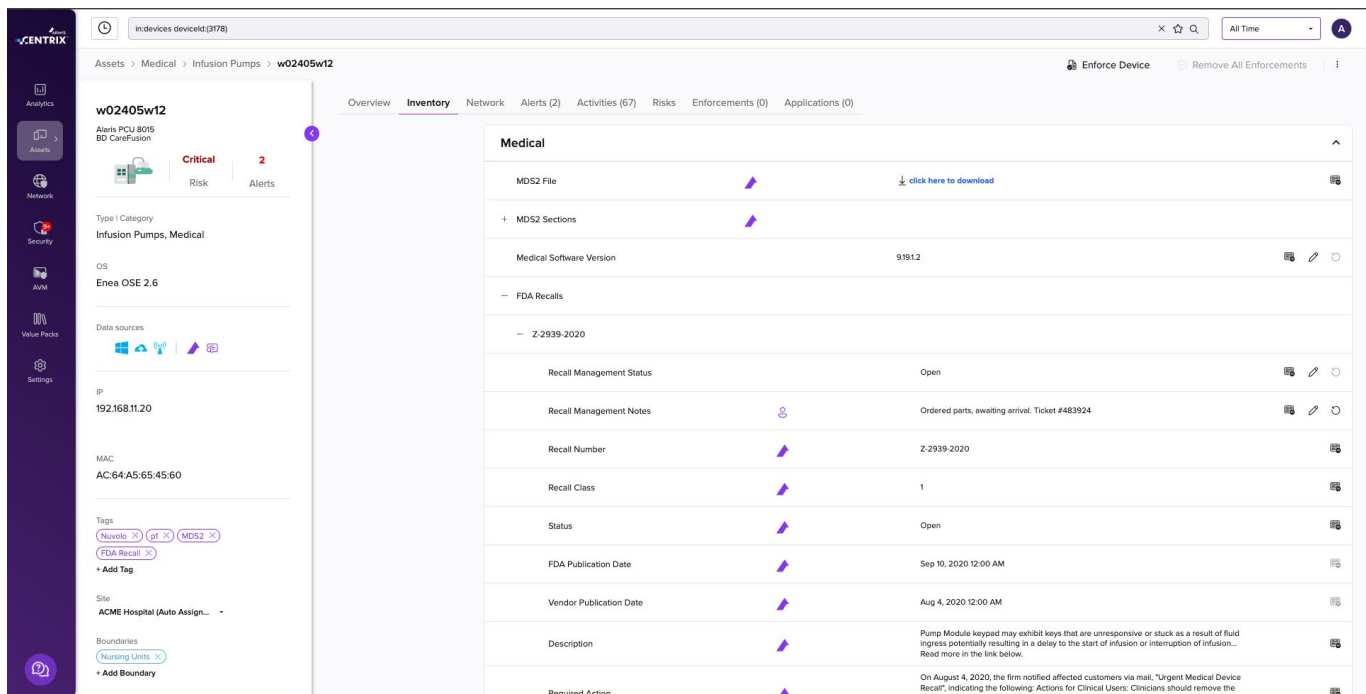 CENTRIX
in:devices deviceId:(3178)
All Time
A
Assets > Medical > Infusion Pumps > w02405w12
Enforce Device
Remove All Enforcements
Analytics
Assets
Network
9+
Security
AVM
Value Packs
Settings
w02405w12
Alaris PCU 8015
BD CareFusion
Critical
Risk
2
Alerts
Type | Category
Infusion Pumps, Medical
OS
Enea OSE 2.6
Data sources
IP
192.168.11.20
MAC
AC:64:A5:65:45:60
Tags
Nuvolo
p1
MDS2
FDA Recall
+ Add Tag
Site
ACME Hospital (Auto Assign...
Boundaries
Nursing Units
+ Add Boundary
Overview Inventory Network Alerts (2) Activities (67) Risks Enforcements (0) Applications (0)
Medical
MDS2 File click here to download
+ MDS2 Sections
Medical Software Version 9.19.1.2
− FDA Recalls
− Z-2939-2020
Recall Management Status Open
Recall Management Notes Ordered parts, awaiting arrival. Ticket #483924
Recall Number Z-2939-2020
Recall Class 1
Status Open
FDA Publication Date Sep 10, 2020 12:00 AM
Vendor Publication Date Aug 4, 2020 12:00 AM
Description
Pump Module keypad may exhibit keys that are unresponsive or stuck as a result of fluid
ingress potentially resulting in a delay to the start of infusion or interruption of infusion...
Read more in the link below.
Required Action
On August 4, 2020, the firm notified affected customers via mail, "Urgent Medical Device
Recall", indicating the following: Actions for Clinical Users: Clinicians should remove the